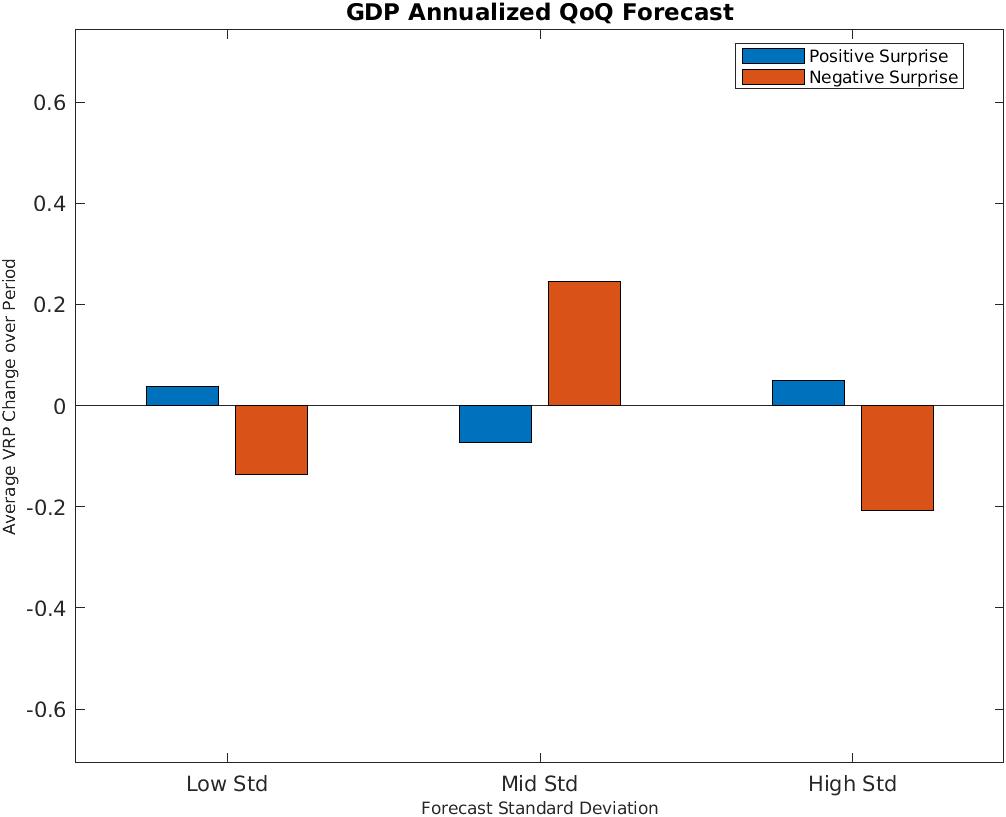 GDP Annualized QoQ Forecast
Positive Surprise
Negative Surprise
0.6
0.4
0.2
0
-0.2
-0.4
-0.6
Average VRP Change over Period
Low Std
Mid Std
High Std
Forecast Standard Deviation